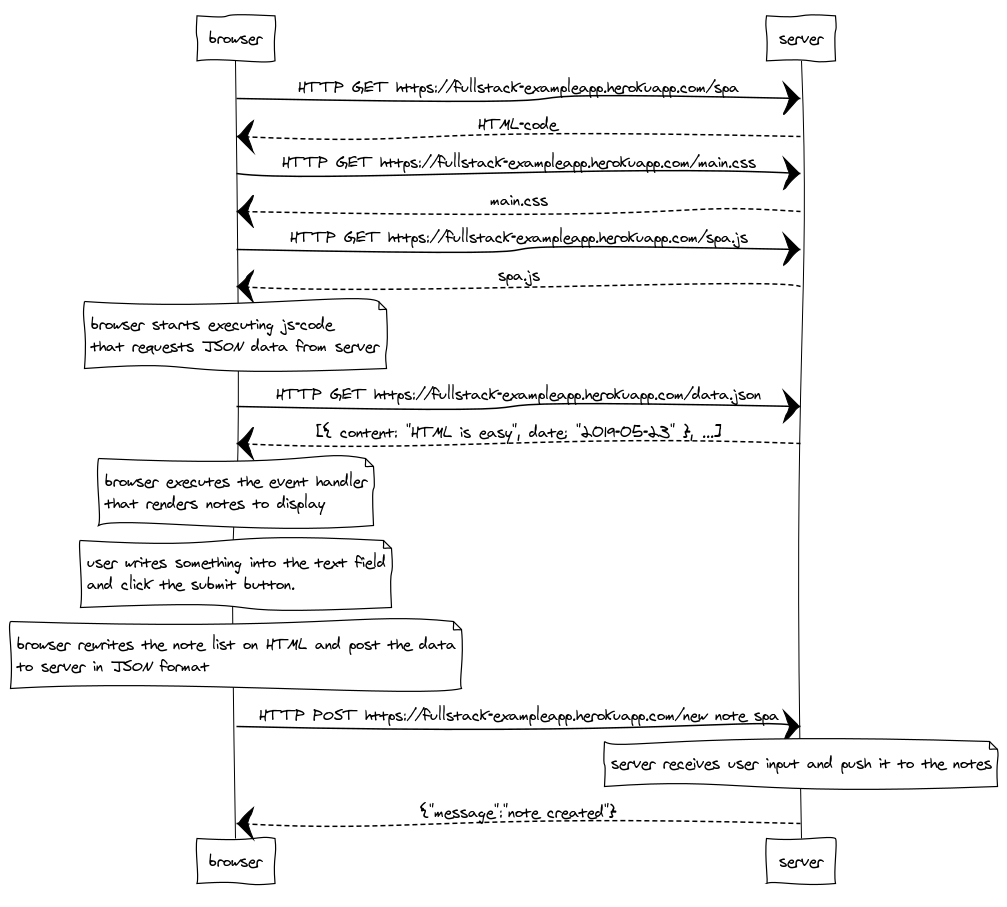 browser
server
HTTP GET https://fullstack-exampleapp.herokuapp.com/spa
HTML-code
HTTP GET https://fullstack-exampleapp.herokuapp.com/main.css
main.css
HTTP GET https://fullstack-exampleapp.herokuapp.com/spa.js
spa.js
browser starts executing js-code
that requests JSON data from server
HTTP GET https://fullstack-exampleapp.herokuapp.com/data.json
[{ content: "HTML is easy", date: "2019-05-23" }, ...]
browser executes the event handler
that renders notes to display
user writes something into the text field
and click the submit button.
browser rewrites the note list on HTML and post the data
to server in JSON format
HTTP POST https://fullstack-exampleapp.herokuapp.com/new note spa
server receives user input and push it to the notes
{"message":"note created"}
browser
server